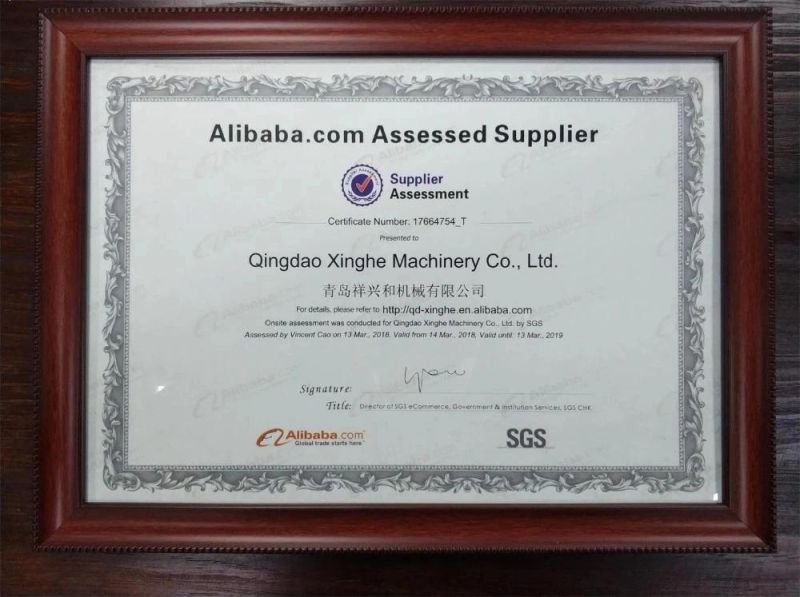 Alibaba.com Assessed Supplier
Supplier
Assessment
Certificate Number: 17664754_T
Presented to
Qingdao Xinghe Machinery Co., Ltd.
青岛祥兴和机械有限公司
For details, please refer to http://qd-xinghe.en.alibaba.com
Onsite assessment was conducted for Qingdao Xinghe Machinery Co., Ltd. by SGS
Assessed by Vincent Cao on 13 Mar., 2018, Valid from 14 Mar., 2018, Valid until: 13 Mar., 2019
Signature:
Title: Director of SGS eCommerce, Government & Institution Services, SGS CHK
Alibaba.com
Global trade starts here
SGS